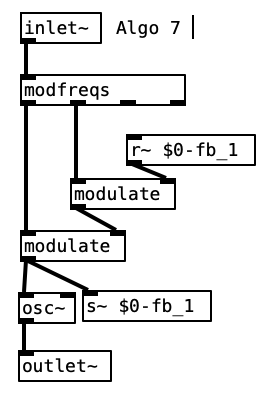 inlet~ Algo 7
modfreqs
r~ $0-fb_1
modulate
modulate
osc~ s~ $0-fb_1
outlet~